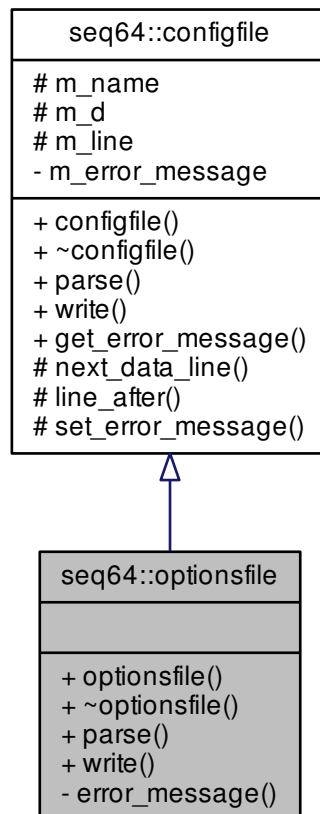 seq64::configfile
# m_name
# m_d
# m_line
- m_error_message
+ configfile()
+ ~configfile()
+ parse()
+ write()
+ get_error_message()
# next_data_line()
# line_after()
# set_error_message()
seq64::optionsfile
+ optionsfile()
+ ~optionsfile()
+ parse()
+ write()
- error_message()